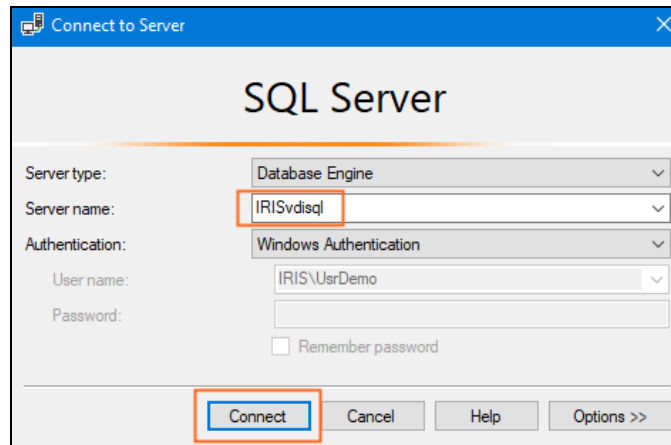 Connect to Server
SQL Server
Server type: Database Engine
Server name: IRISvdisql
Authentication: Windows Authentication
User name: IRIS\UsrDemo
Password:
Remember password
Connect Cancel Help Options >>